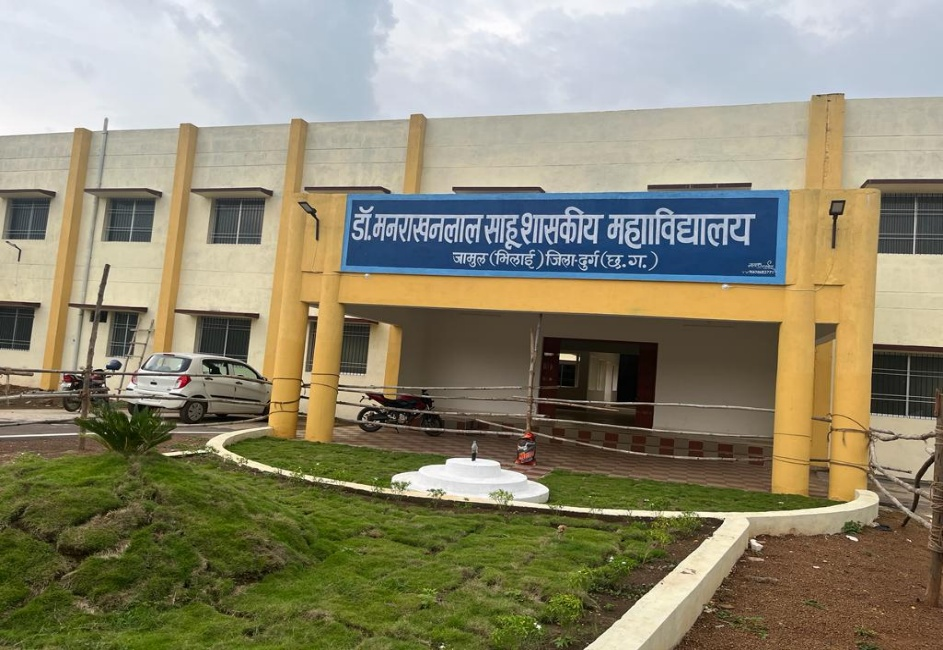 डॉ. मनराखनलाल साहू शासकीय महाविद्यालय
जामुल (भिलाई) जिला-दुर्ग (छ.ग.)